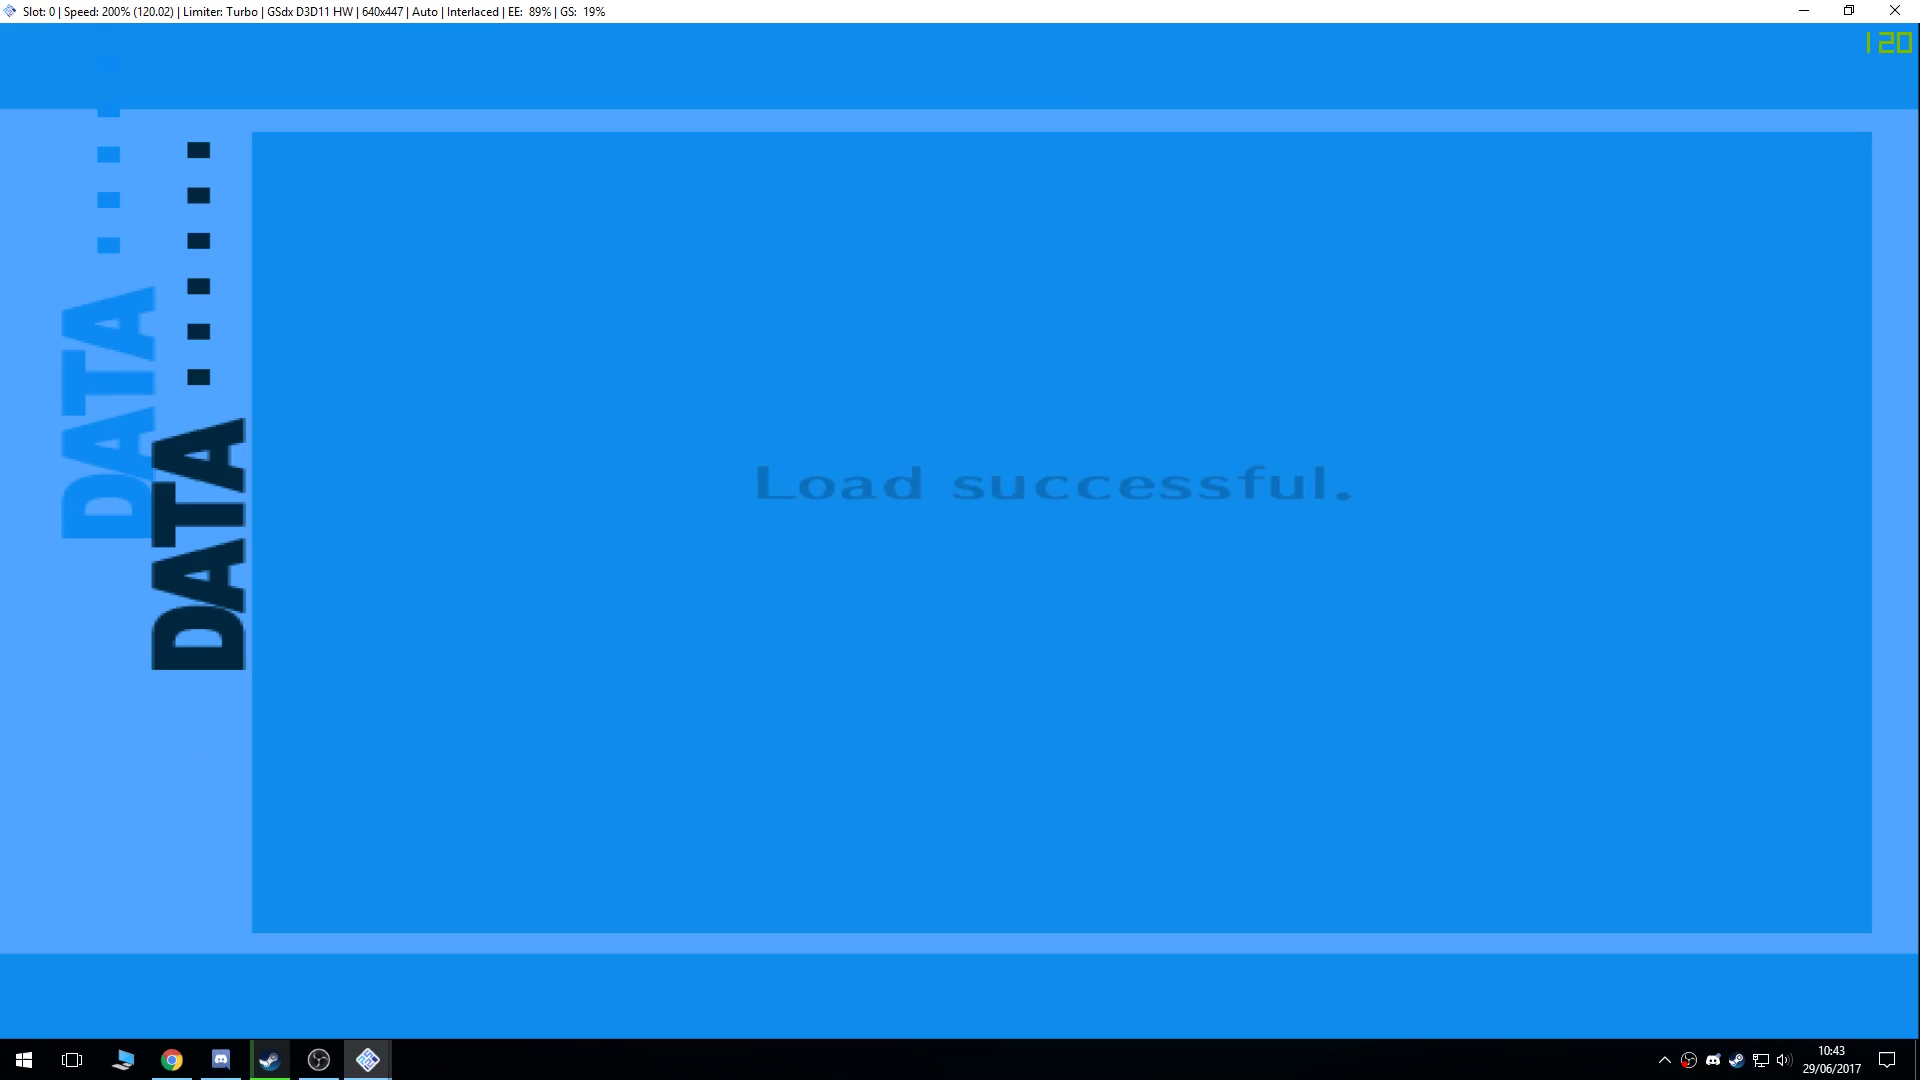 Slot: 0 | Speed: 200% (120.02) | Limiter: Turbo | GSdx D3D11 HW | 640x447 | Auto | Interlaced | EE:  89% | GS:  19%
120
DATA
DATA
Load successful.
10:43
29/06/2017